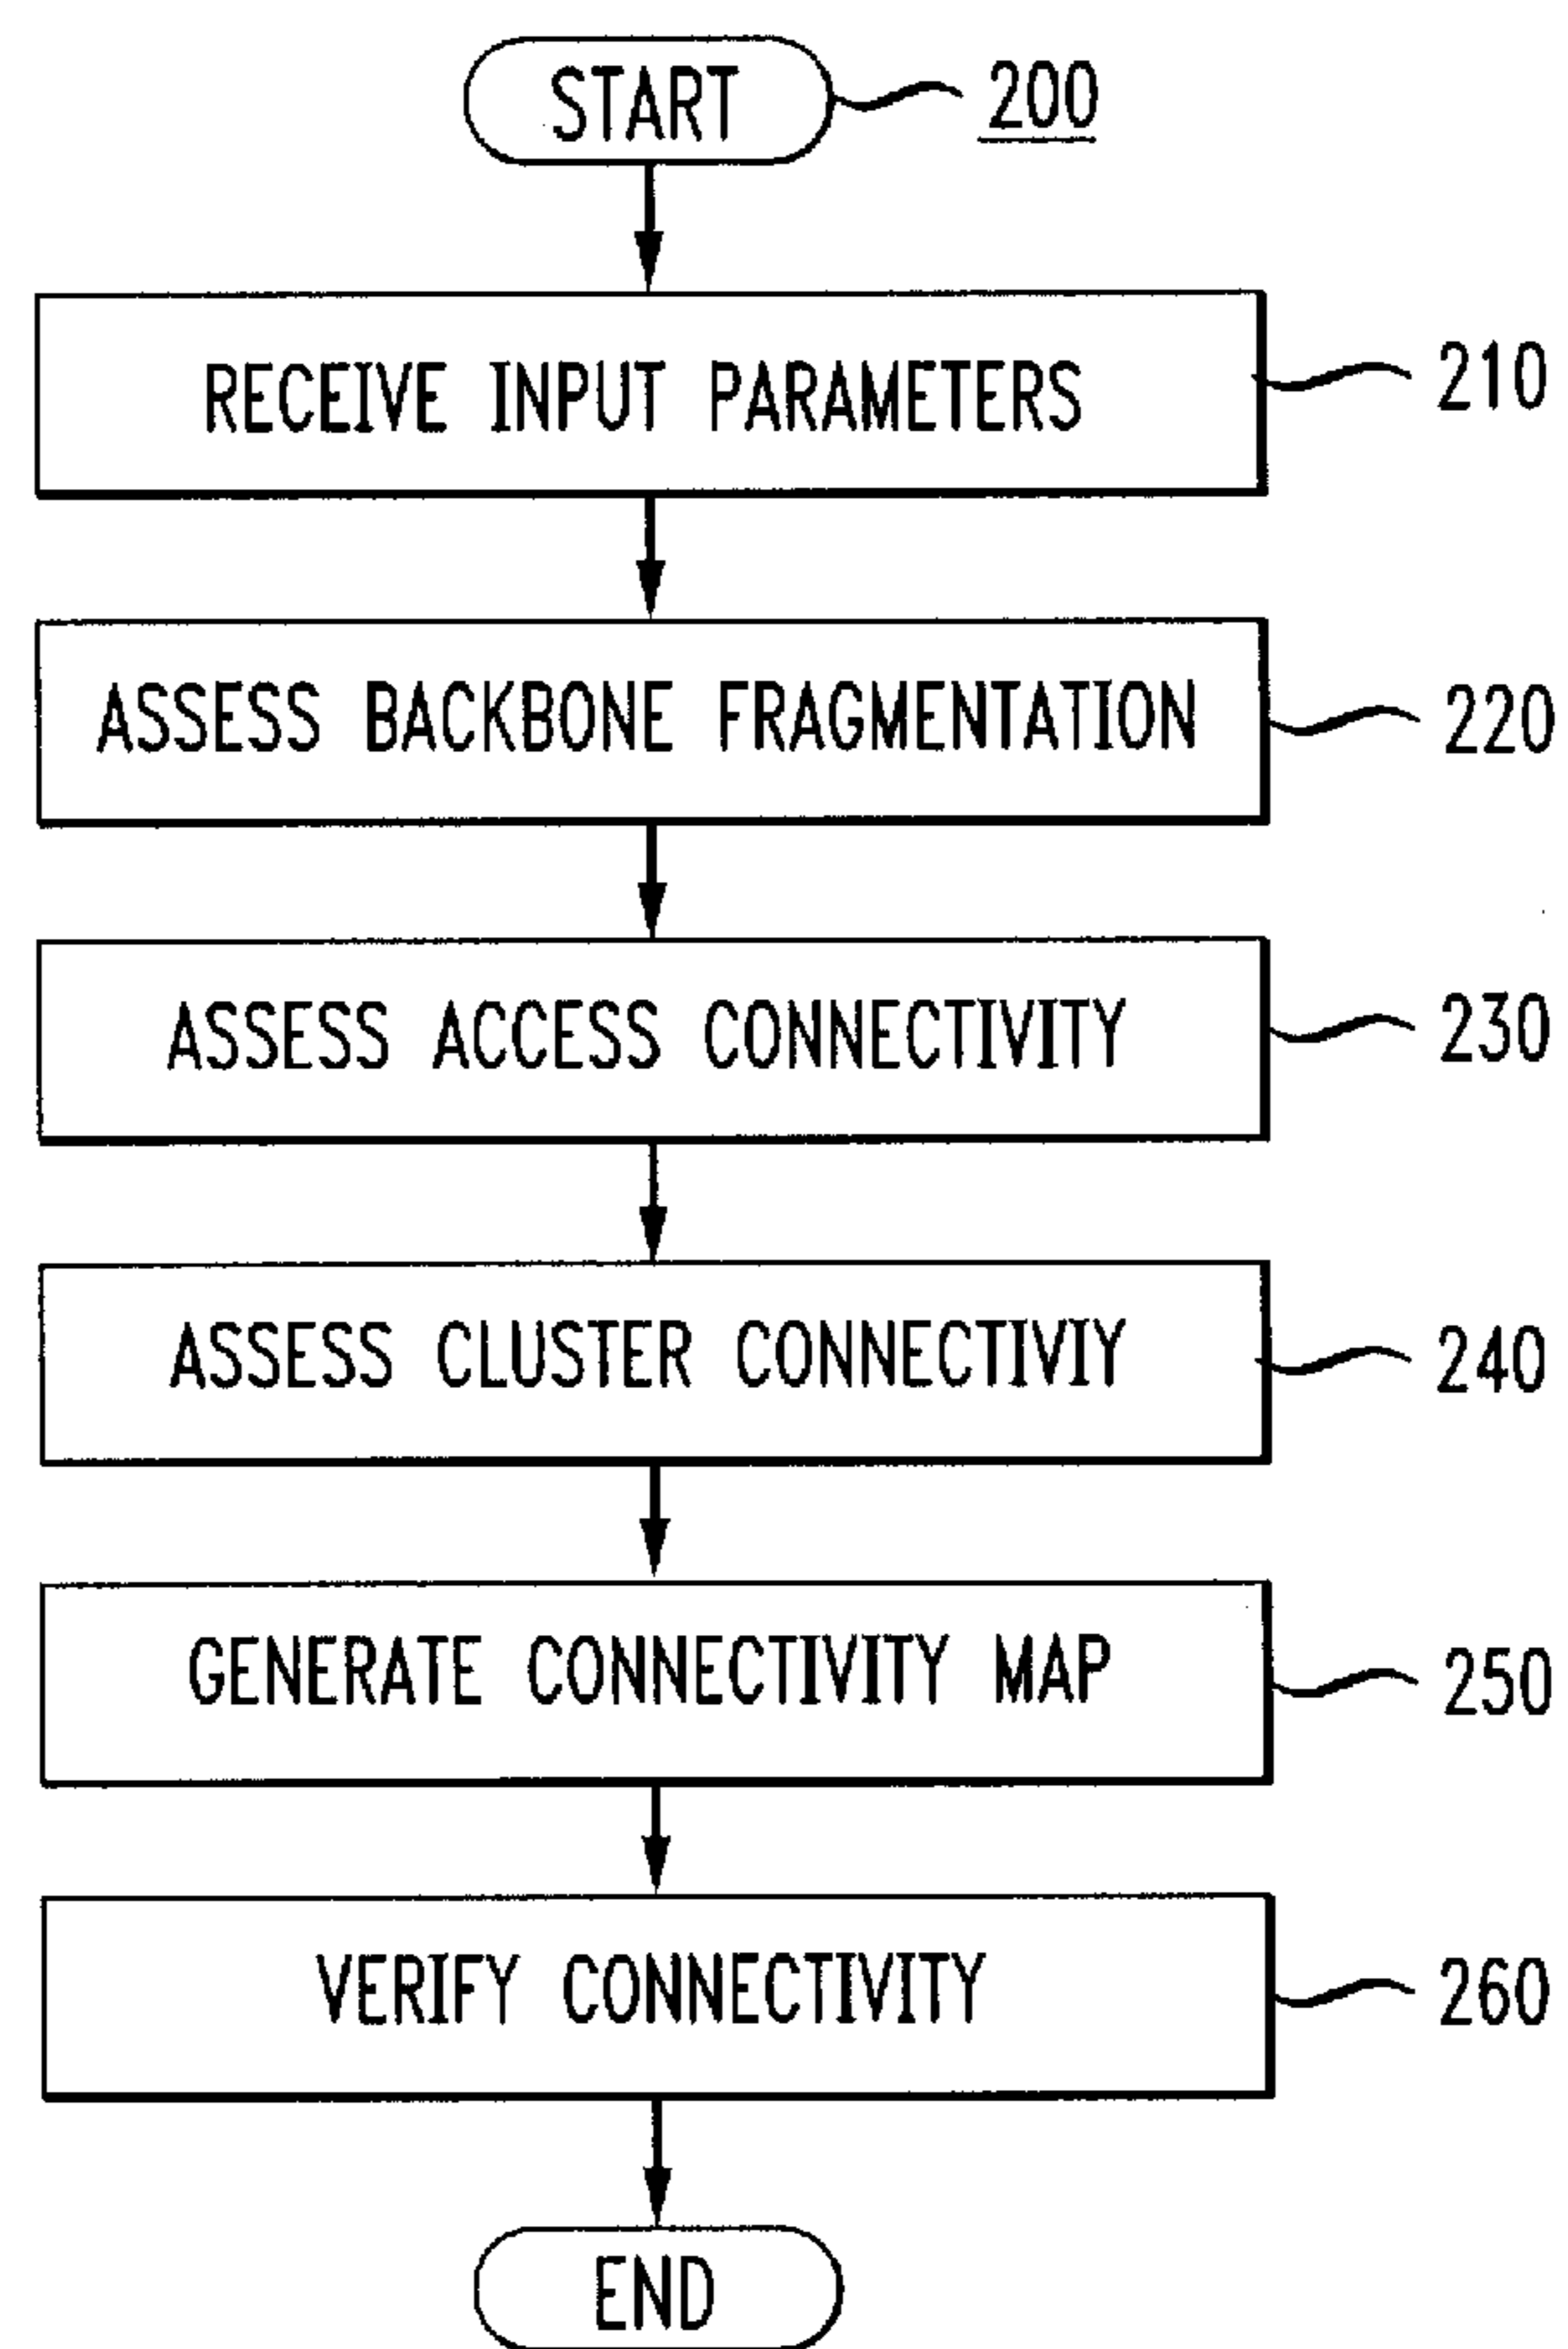 START 200
RECEIVE INPUT PARAMETERS 210
ASSESS BACKBONE FRAGMENTATION 220
ASSESS ACCESS CONNECTIVITY 230
ASSESS CLUSTER CONNECTIVIY 240
GENERATE CONNECTIVITY MAP 250
VERIFY CONNECTIVITY 260
END